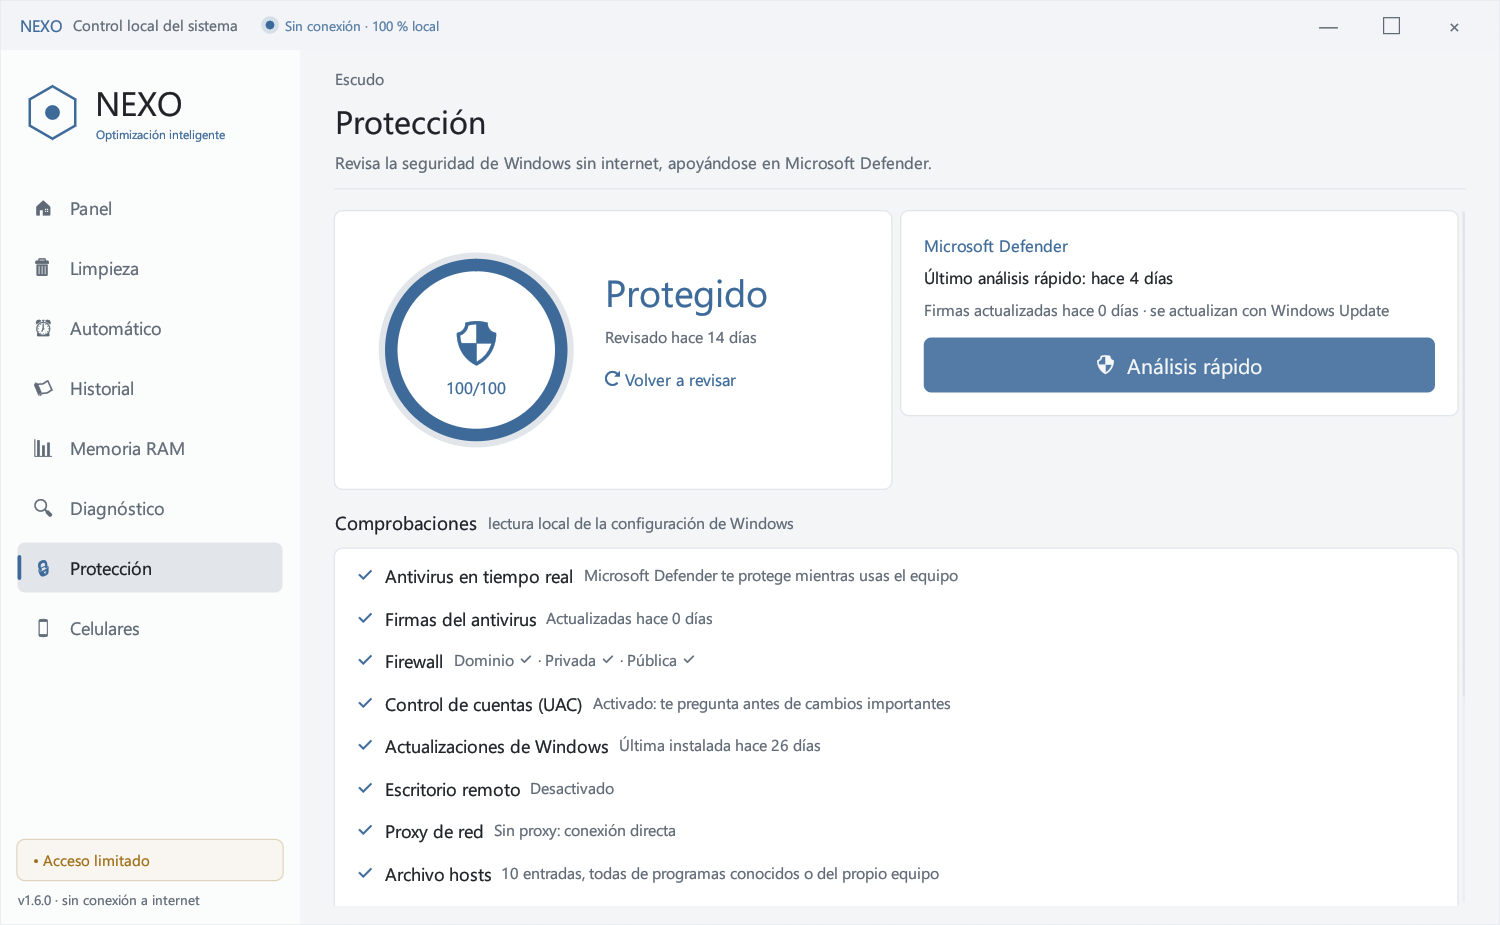 NEXO Control local del sistema Sin conexión · 100 % local
NEXO
Optimización inteligente
Panel
Limpieza
Automático
Historial
Memoria RAM
Diagnóstico
Protección
Celulares
• Acceso limitado
v1.6.0 · sin conexión a internet
Escudo
Protección
Revisa la seguridad de Windows sin internet, apoyándose en Microsoft Defender.
100/100
Protegido
Revisado hace 14 días
Volver a revisar
Microsoft Defender
Último análisis rápido: hace 4 días
Firmas actualizadas hace 0 días · se actualizan con Windows Update
Análisis rápido
Comprobaciones lectura local de la configuración de Windows
✓ Antivirus en tiempo real Microsoft Defender te protege mientras usas el equipo
✓ Firmas del antivirus Actualizadas hace 0 días
✓ Firewall Dominio ✓ · Privada ✓ · Pública ✓
✓ Control de cuentas (UAC) Activado: te pregunta antes de cambios importantes
✓ Actualizaciones de Windows Última instalada hace 26 días
✓ Escritorio remoto Desactivado
✓ Proxy de red Sin proxy: conexión directa
✓ Archivo hosts 10 entradas, todas de programas conocidos o del propio equipo